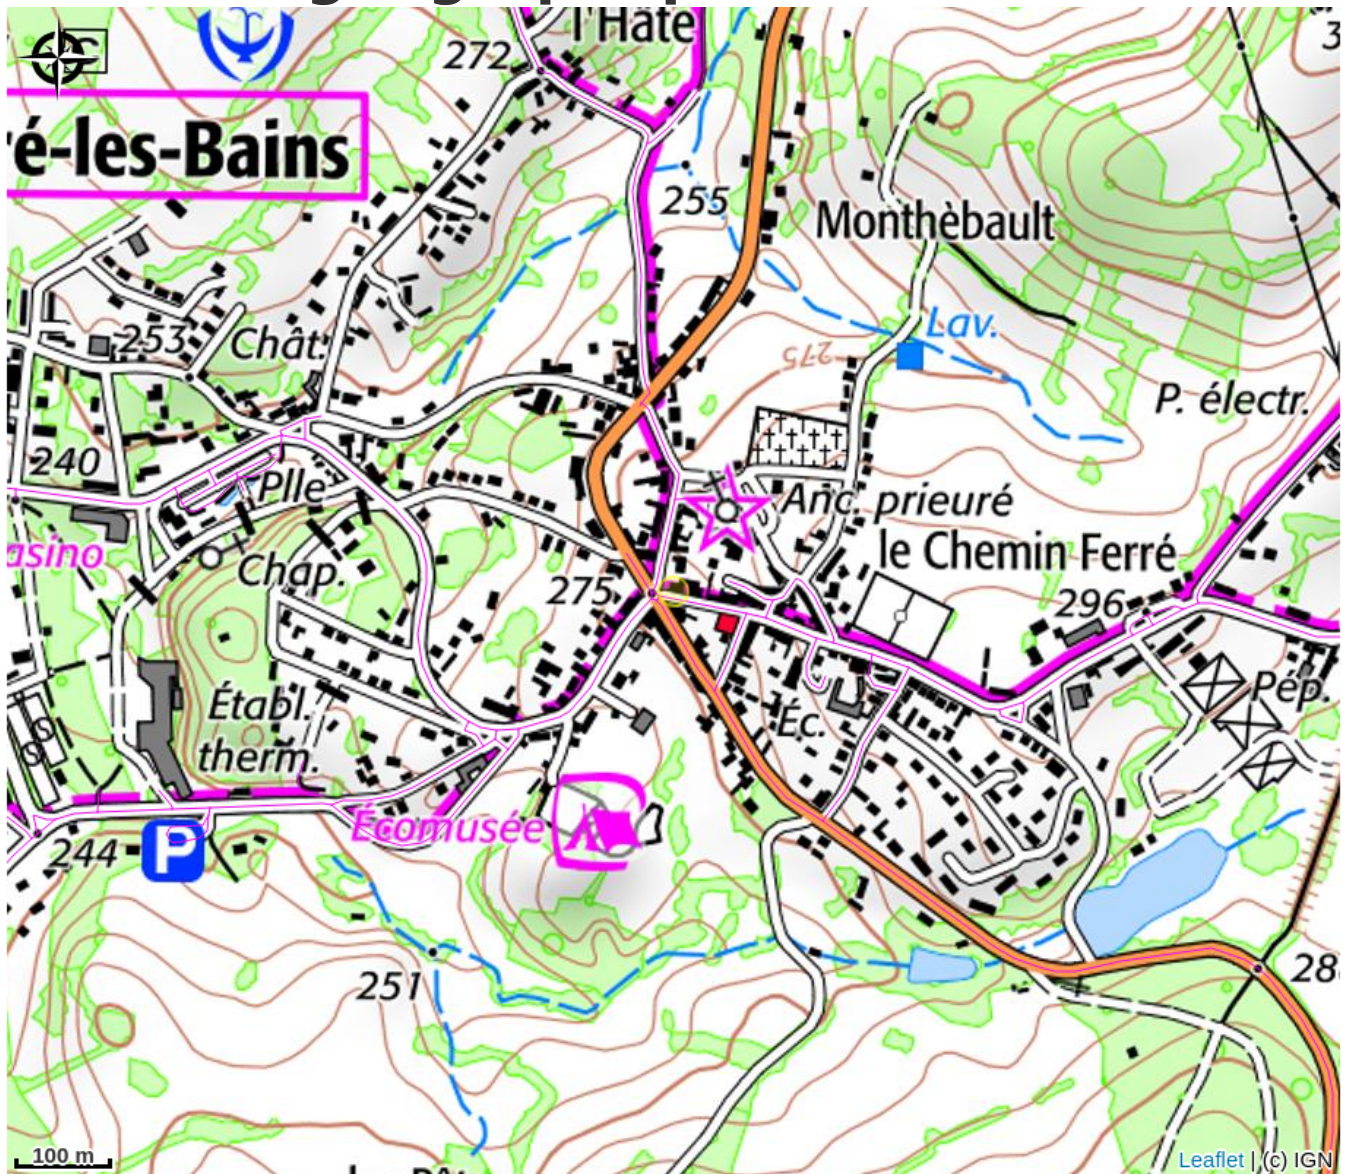 l'Hâte
272
é-les-Bains
255
Monthèbault
253
Chât.
Lav.
275
P. électr.
240
Plle
Anc. prieuré
asino
le Chemin Ferré
Chap.
275
296
Établ.
therm.
Éc.
Pép.
Écomusée
P
244
251
28
100 m
Leaflet | (c) IGN